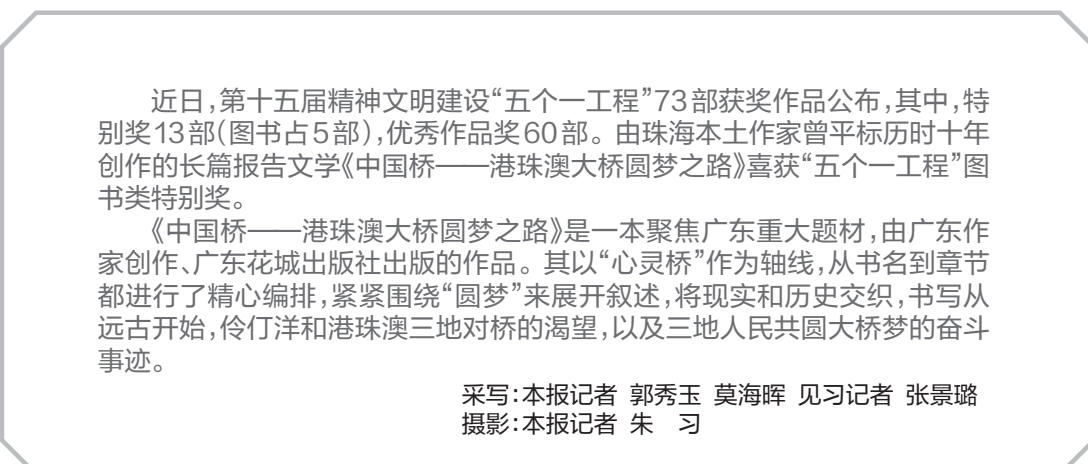 近日,第十五届精神文明建设“五个一工程”73部获奖作品公布,其中,特
别奖13部(图书占5部),优秀作品奖60部。由珠海本土作家曾平标历时十年
创作的长篇报告文学《中国桥——港珠澳大桥圆梦之路》喜获“五个一工程”图
书类特别奖。
《中国桥——港珠澳大桥圆梦之路》是一本聚焦广东重大题材,由广东作
家创作、广东花城出版社出版的作品。其以“心灵桥”作为轴线,从书名到章节
都进行了精心编排,紧紧围绕“圆梦”来展开叙述,将现实和历史交织,书写从
远古开始,伶仃洋和港珠澳三地对桥的渴望,以及三地人民共圆大桥梦的奋斗
事迹。
采写:本报记者 郭秀玉 莫海晖 见习记者 张景璐
摄影:本报记者 朱 习